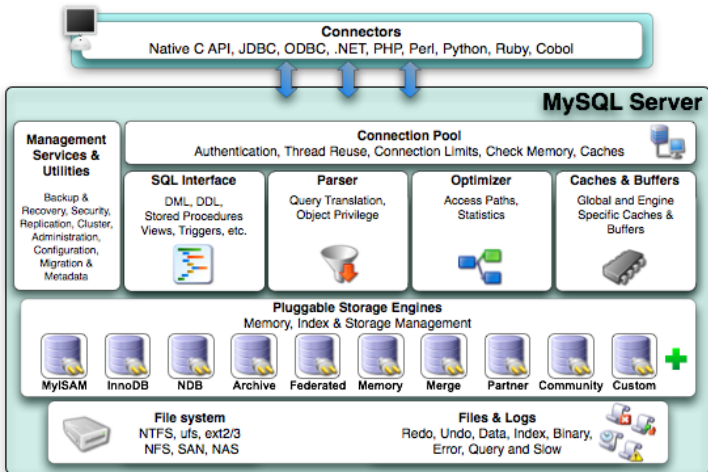 Connectors
Native C API, JDBC, ODBC, .NET, PHP, Perl, Python, Ruby, Cobol
MySQL Server
Management
Services &
Utilities
Backup &
Recovery, Security,
Replication, Cluster,
Administration,
Configuration,
Migration &
Metadata
Connection Pool
Authentication, Thread Reuse, Connection Limits, Check Memory, Caches
SQL Interface
DML, DDL,
Stored Procedures
Views, Triggers, etc.
Parser
Query Translation,
Object Privilege
Optimizer
Access Paths,
Statistics
Caches & Buffers
Global and Engine
Specific Caches &
Buffers
Pluggable Storage Engines
Memory, Index & Storage Management
MyISAM
InnoDB
NDB
Archive
Federated
Memory
Merge
Partner
Community
Custom
File system
NTFS, ufs, ext2/3
NFS, SAN, NAS
Files & Logs
Redo, Undo, Data, Index, Binary,
Error, Query and Slow